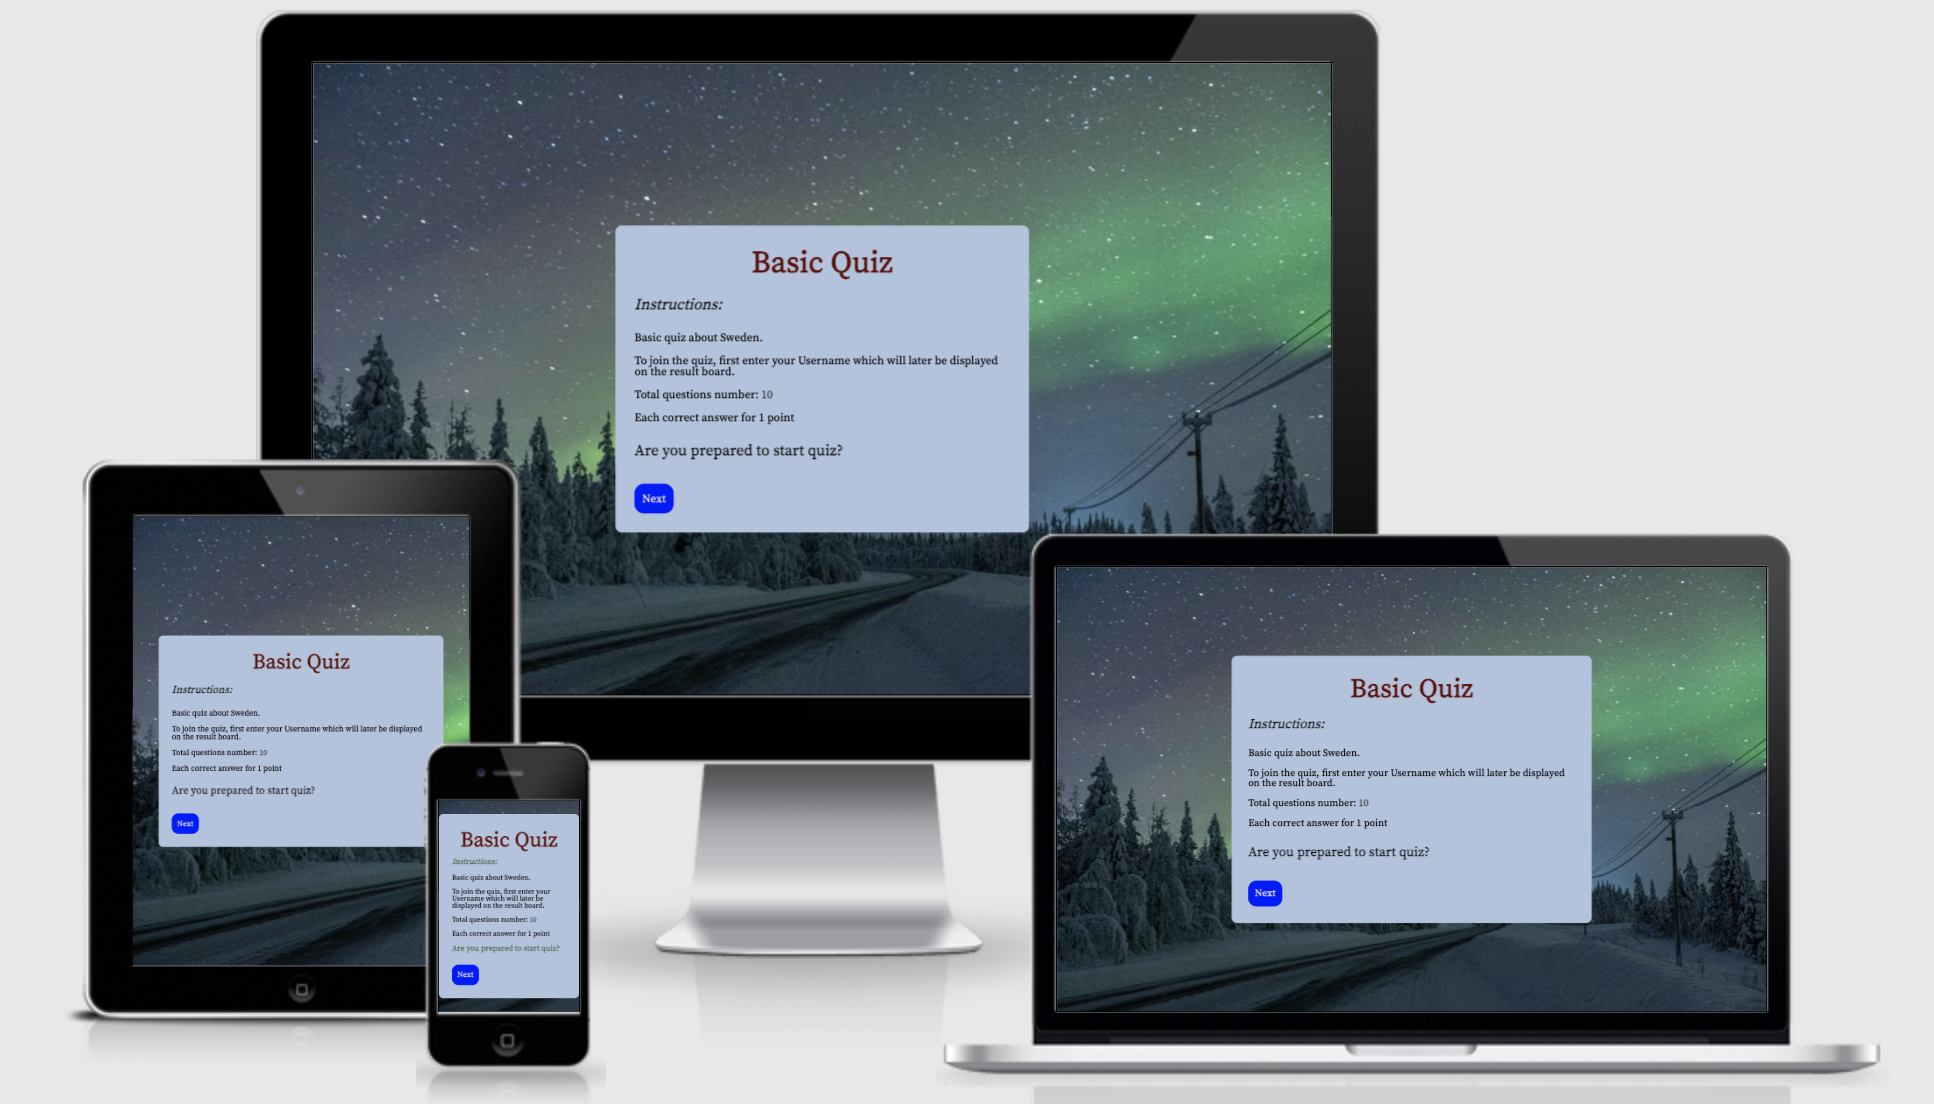 Basic Quiz
Instructions:
Basic quiz about Sweden.
To join the quiz, first enter your Username which will later be displayed
on the result board.
Total questions number: 10
Each correct answer for 1 point
Are you prepared to start quiz?
Next
Basic Quiz
Instructions:
Basic quiz about Sweden.
To join the quiz, first enter your Username which will later be displayed
on the result board.
Total questions number: 10
Each correct answer for 1 point
Are you prepared to start quiz?
Next
Basic Quiz
Instructions:
Basic quiz about Sweden.
To join the quiz, first enter your
Username which will later be
displayed on the result board.
Total questions number: 10
Each correct answer for 1 point
Are you prepared to start quiz?
Next
Basic Quiz
Instructions:
Basic quiz about Sweden.
To join the quiz, first enter your Username which will later be displayed
on the result board.
Total questions number: 10
Each correct answer for 1 point
Are you prepared to start quiz?
Next